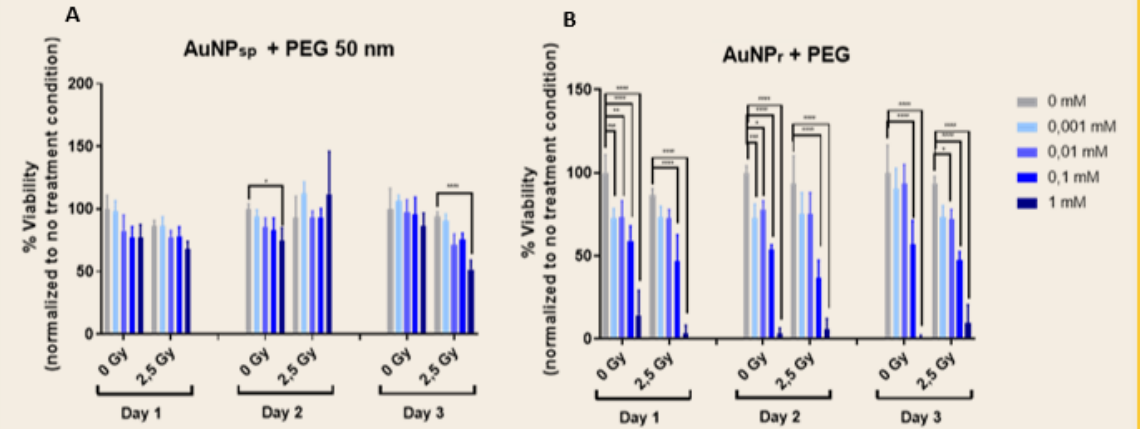 A
AuNPsp + PEG 50 nm
% Viability
(normalized to no treatment condition)
200
150
100
50
0
*
****
0 Gy
2,5 Gy
0 Gy
2,5 Gy
0 Gy
2,5 Gy
Day 1
Day 2
Day 3
B
AuNPr + PEG
% Viability
(normalized to no treatment condition)
150
100
50
0
0 Gy
2,5 Gy
0 Gy
2,5 Gy
0 Gy
2,5 Gy
Day 1
Day 2
Day 3
0 mM
0,001 mM
0,01 mM
0,1 mM
1 mM